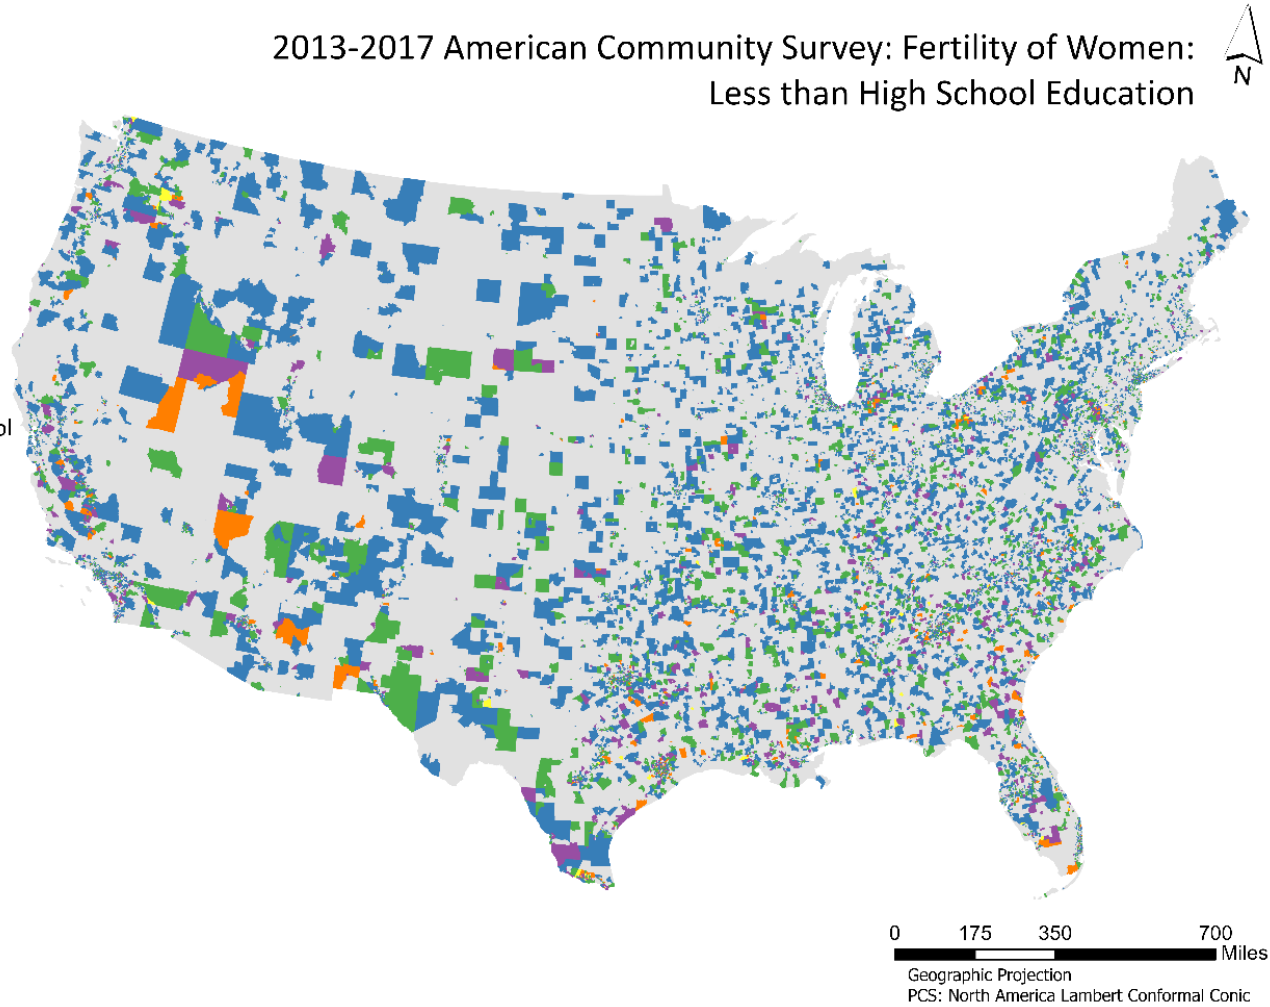 2013-2017 American Community Survey: Fertility of Women:
Less than High School Education
N
ol
0 175 350 700
Miles
Geographic Projection
PCS: North America Lambert Conformal Conic